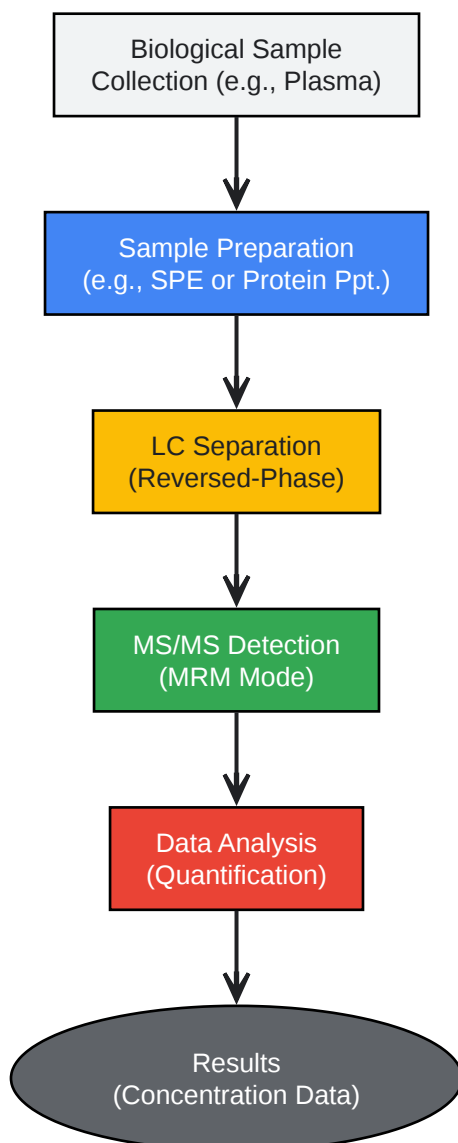 Biological Sample
Collection (e.g., Plasma)
Sample Preparation
(e.g., SPE or Protein Ppt.)
LC Separation
(Reversed-Phase)
MS/MS Detection
(MRM Mode)
Data Analysis
(Quantification)
Results
(Concentration Data)